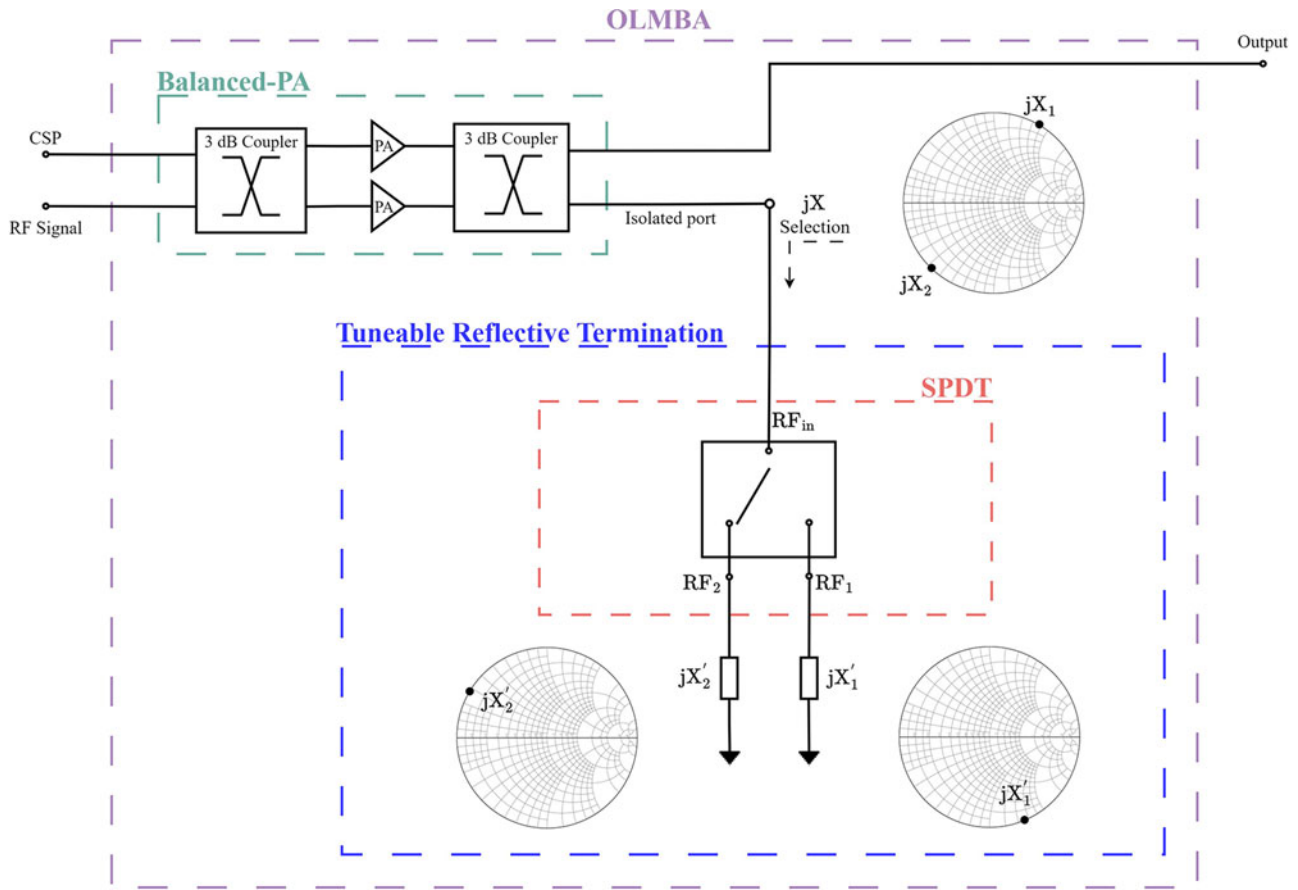 OLMBA
Output
Balanced-PA
CSP
3 dB Coupler
PA
3 dB Coupler
PA
RF Signal
Isolated port
jX
Selection
jX₁
jX₂
Tuneable Reflective Termination
SPDT
RFin
RF₂
RF₁
jX₂′
jX₁′
jX₂′
jX₁′